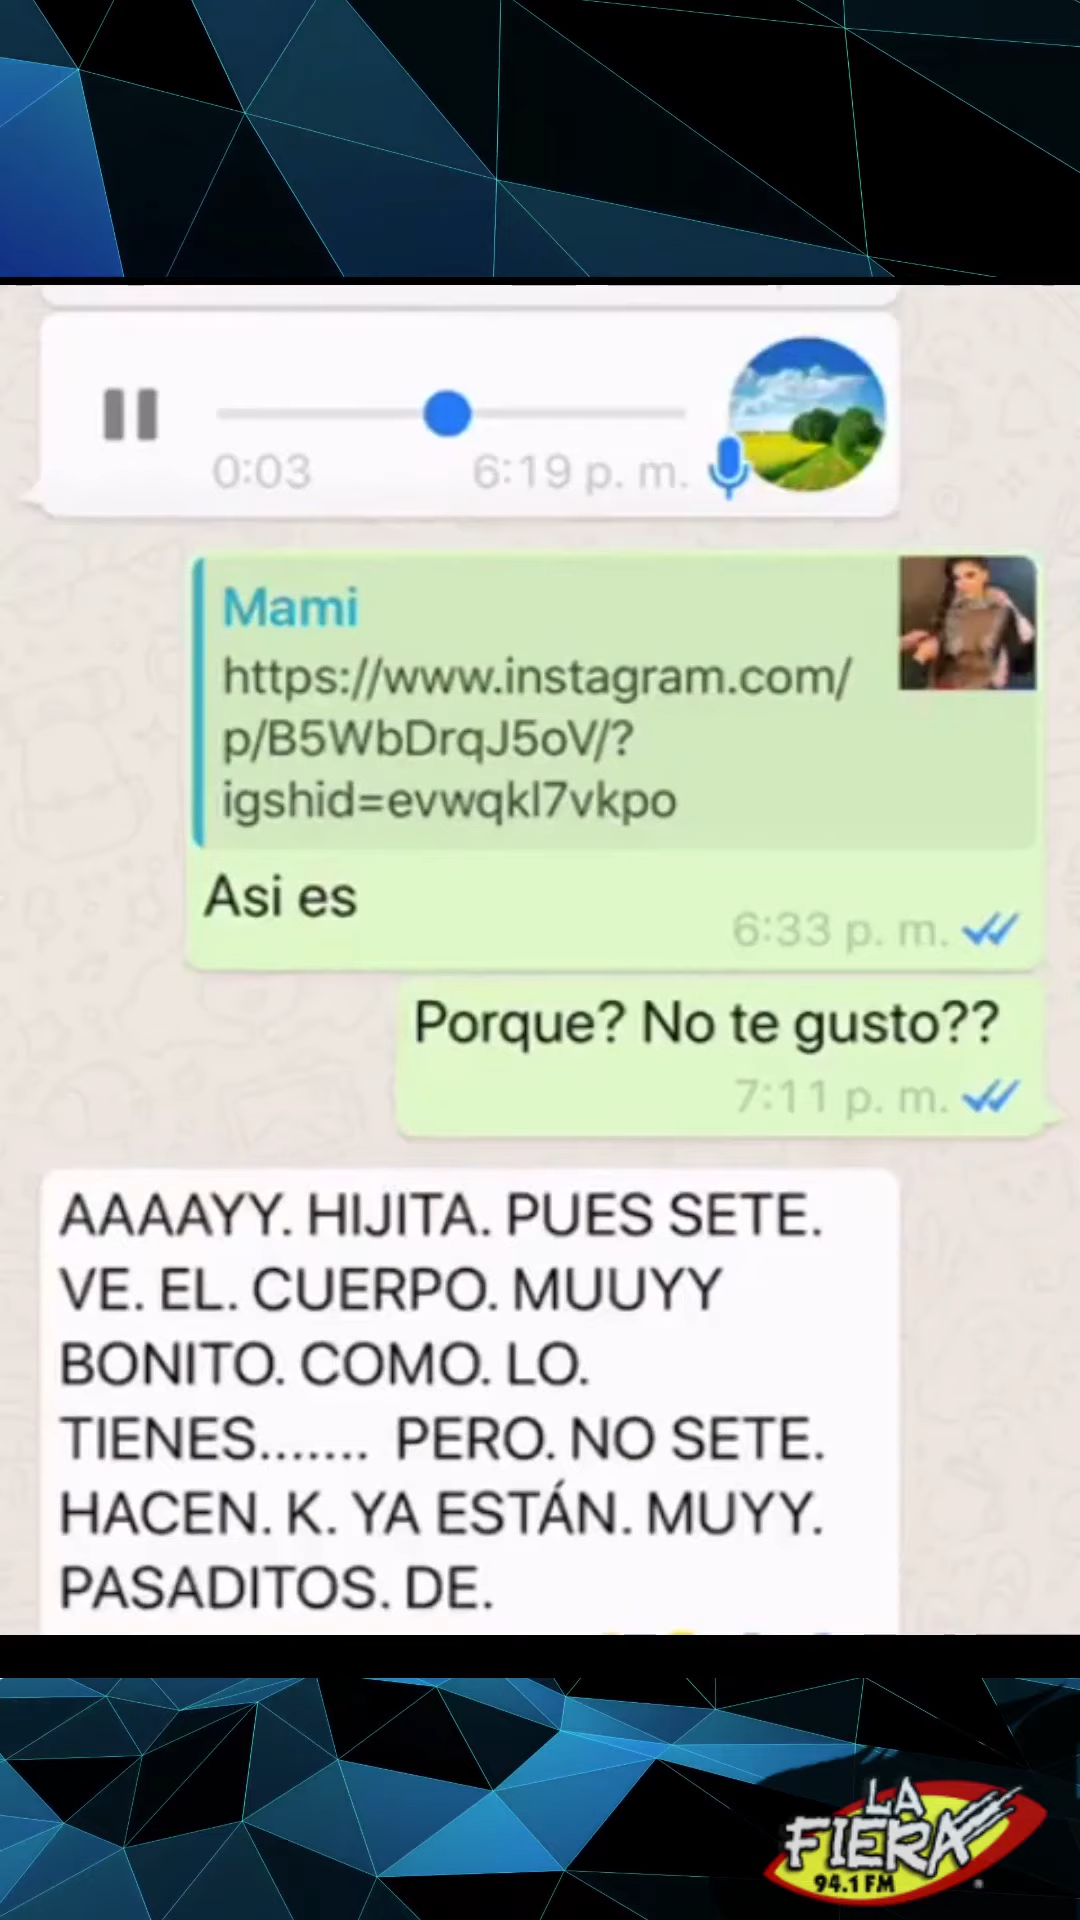 0:03 6:19 p. m.
Mami
https://www.instagram.com/
p/B5WbDrqJ5oV/?
igshid=evwqkl7vkpo
Asi es
6:33 p. m.
Porque? No te gusto??
7:11 p. m.
AAAAYY. HIJITA. PUES SETE.
VE. EL. CUERPO. MUUYY
BONITO. COMO. LO.
TIENES....... PERO. NO SETE.
HACEN. K. YA ESTÁN. MUYY.
PASADITOS. DE.
LA
FIERA
94.1 FM